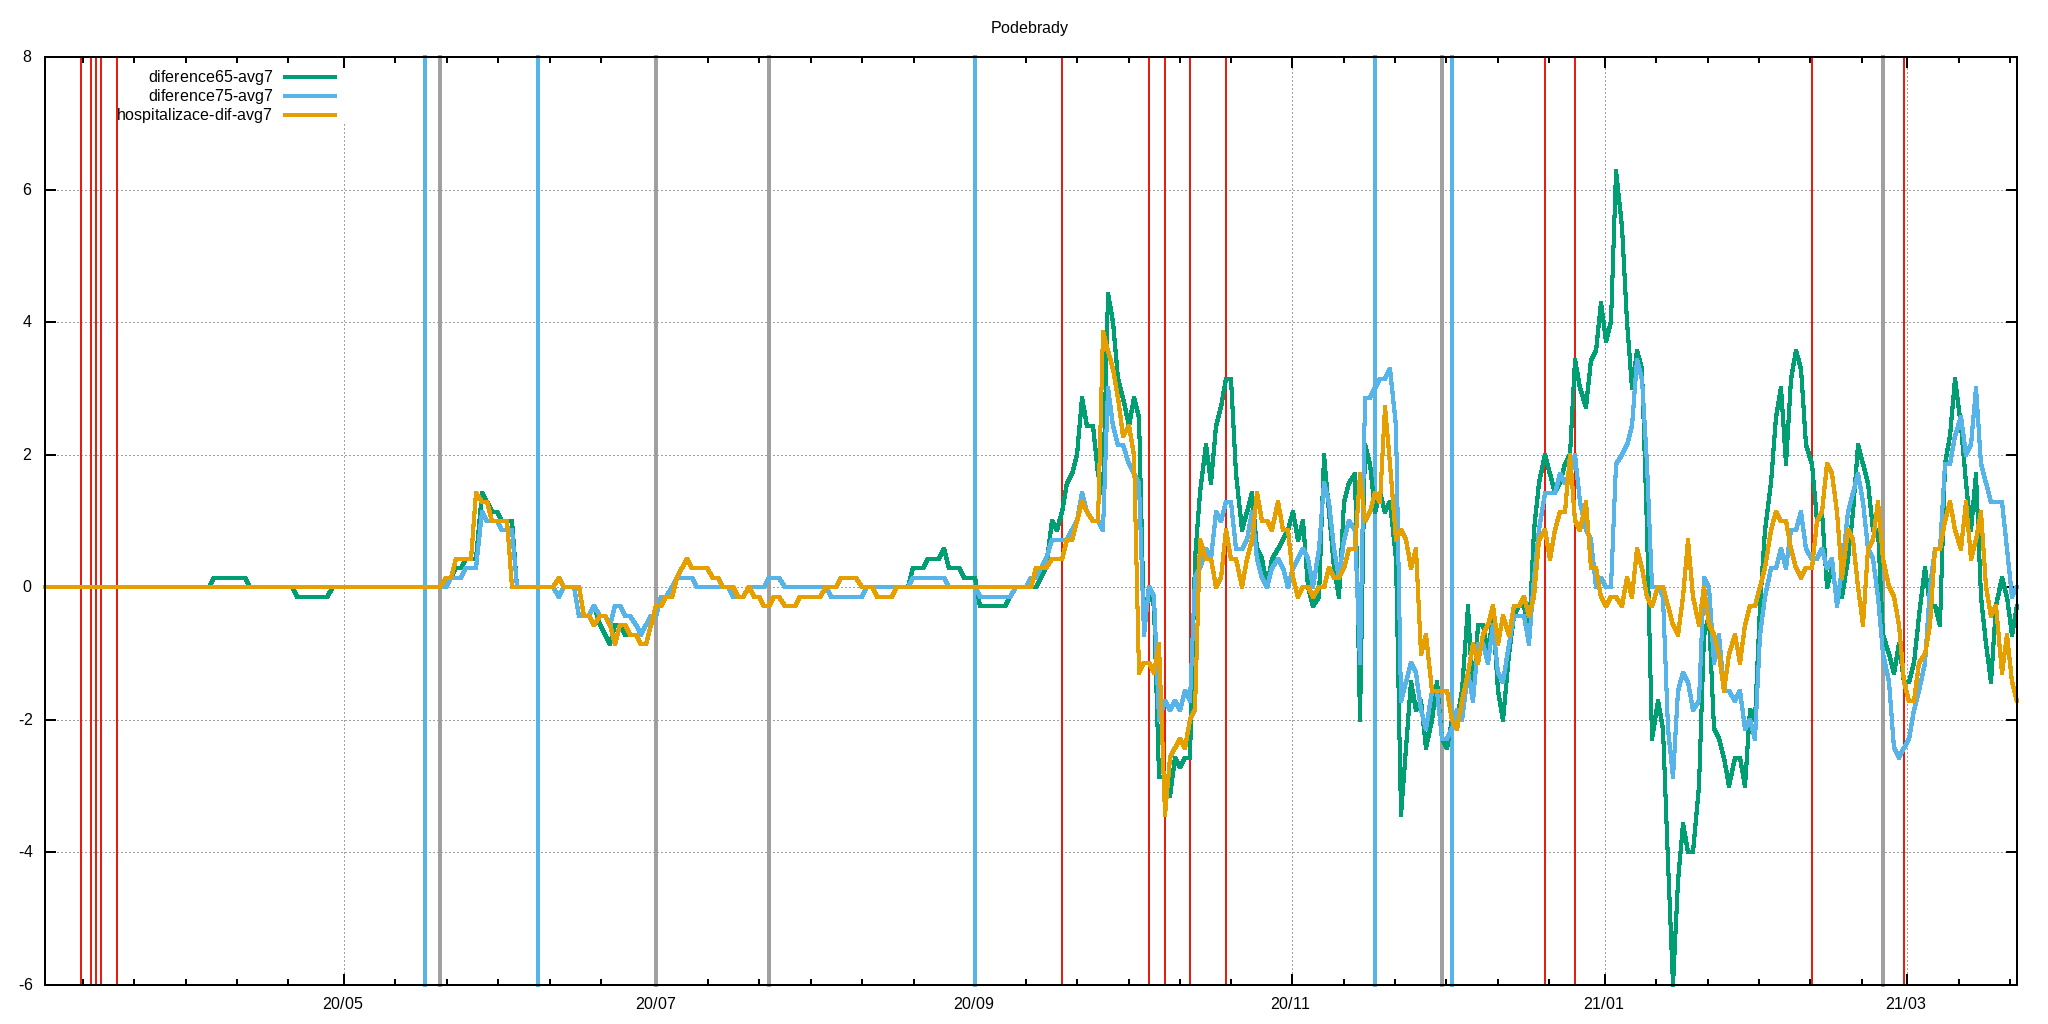 Podebrady
diference65-avg7
diference75-avg7
hospitalizace-dif-avg7
8
6
4
2
0
-2
-4
-6
20/05 20/07 20/09 20/11 21/01 21/03